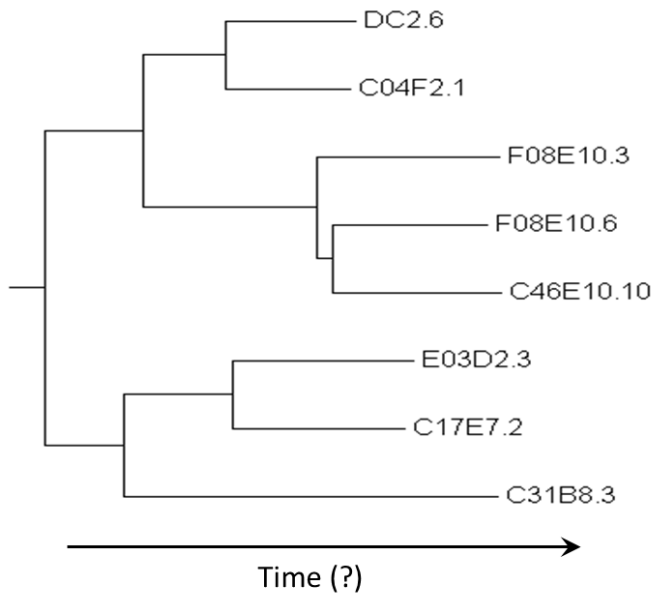 DC2.6
C04F2.1
F08E10.3
F08E10.6
C46E10.10
E03D2.3
C17E7.2
C31B8.3
Time (?)